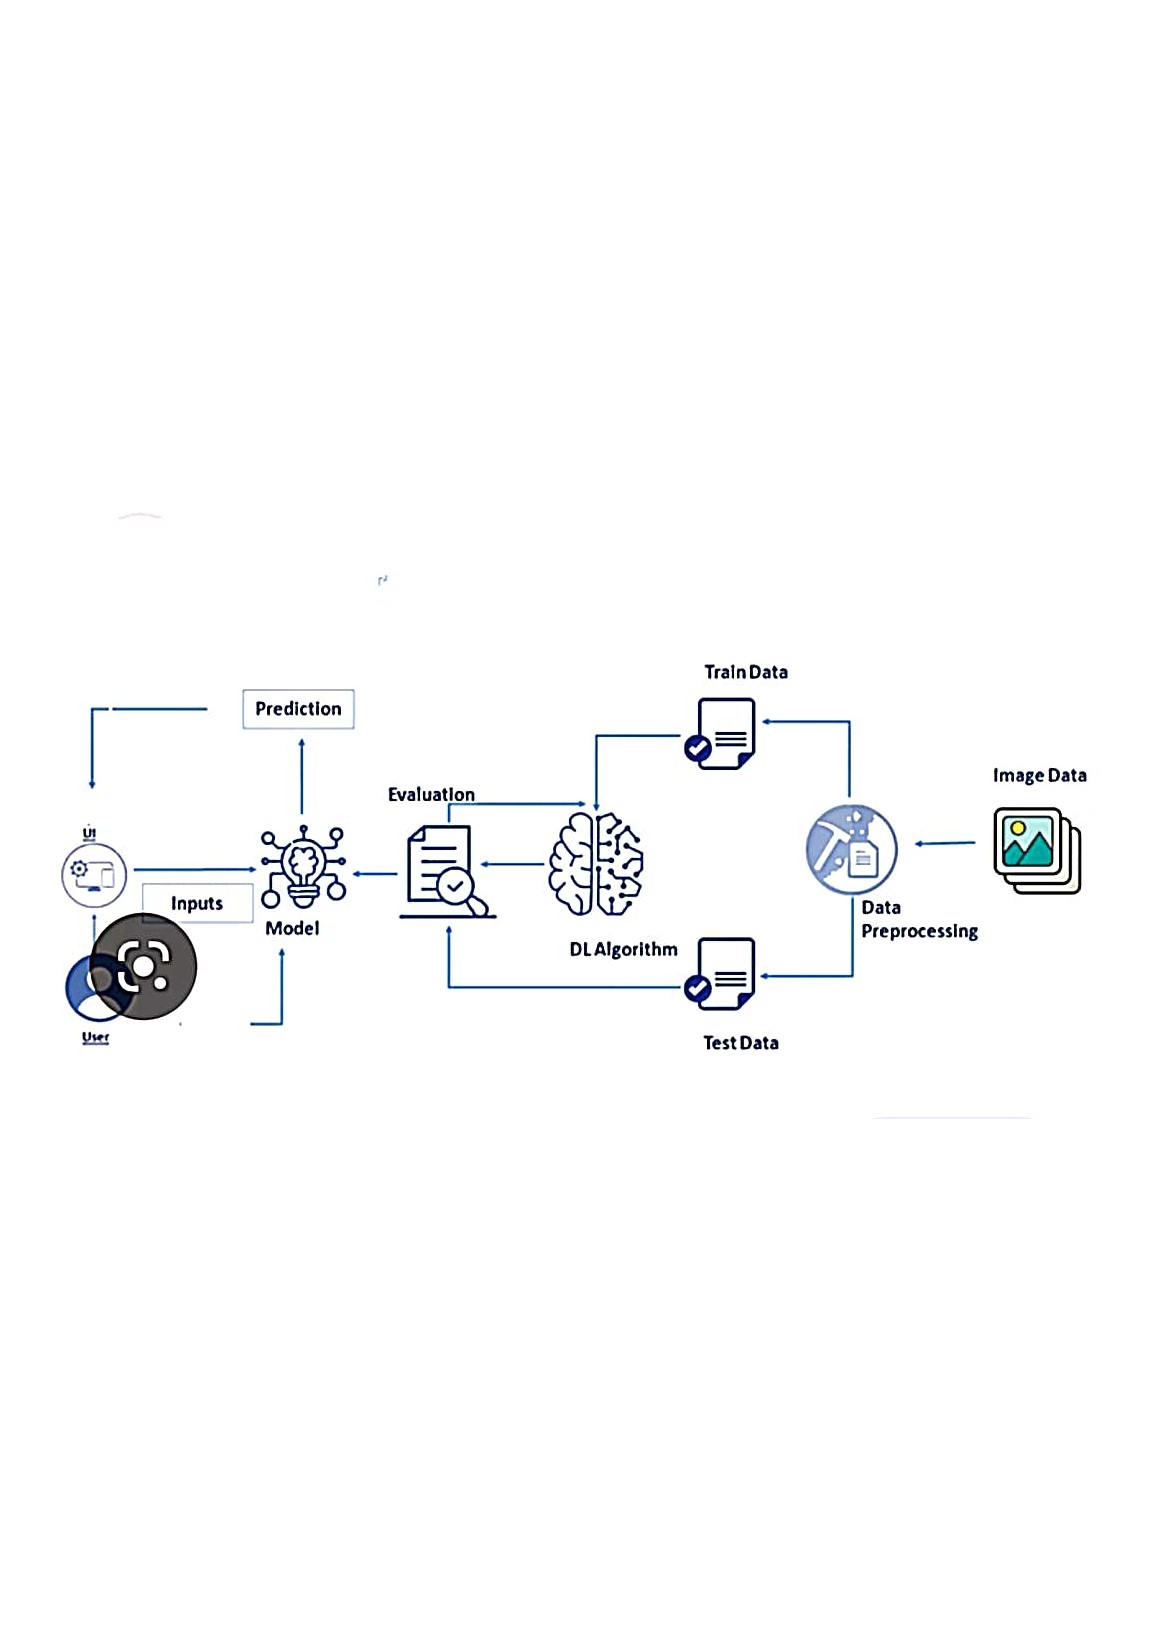 Train Data
Prediction
Image Data
Evaluation
UI
Inputs
Model
Data
Preprocessing
DL Algorithm
User
Test Data